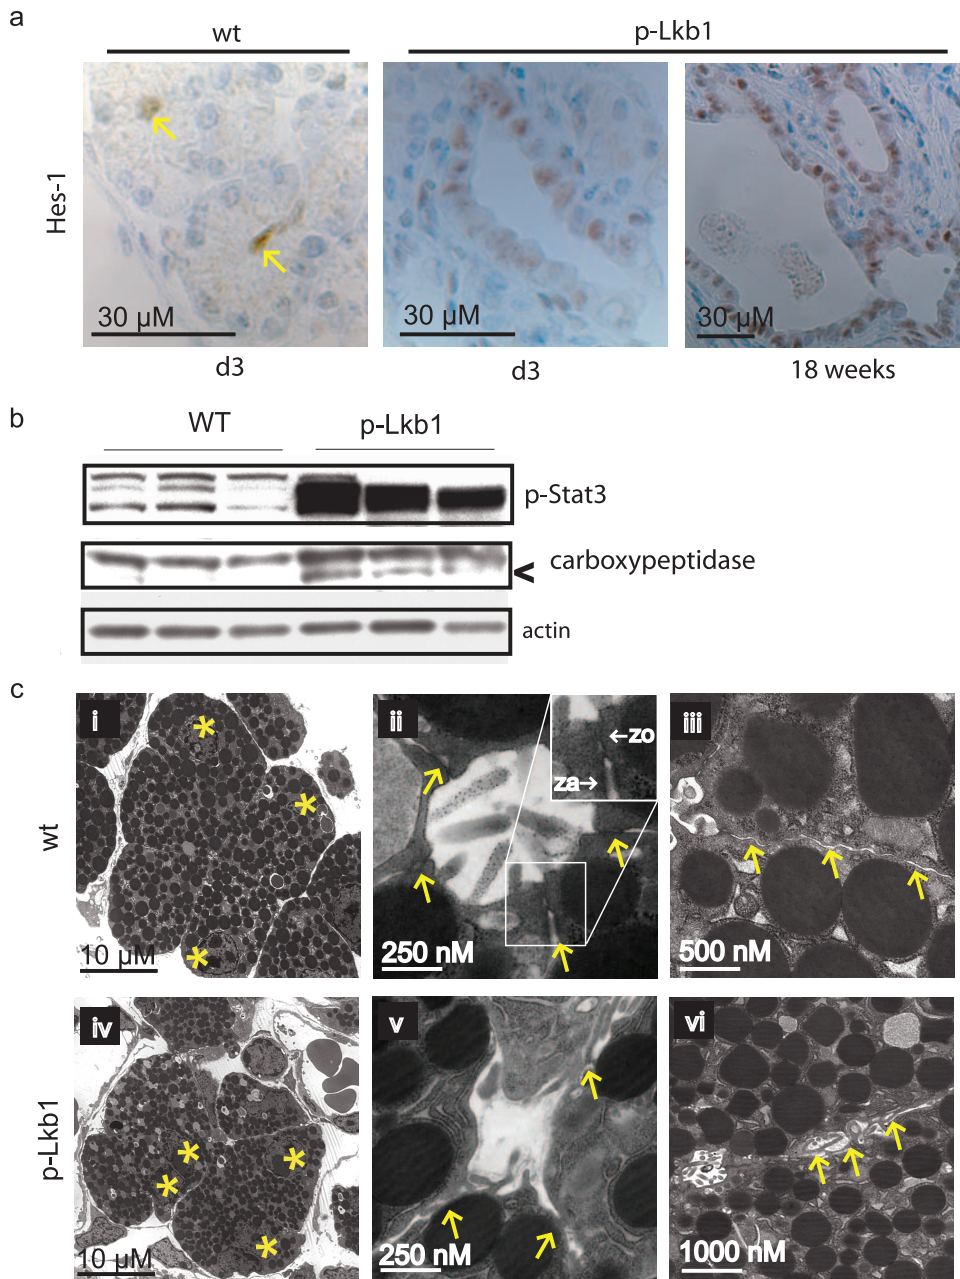 a
wt
p-Lkb1
Hes-1
30 µM
30 µM
30 µM
d3
d3
18 weeks
b
WT
p-Lkb1
p-Stat3
< carboxypeptidase
actin
c
wt
i
ii
iii
←zo
za→
10 µM
250 nM
500 nM
p-Lkb1
iv
v
vi
10 µM
250 nM
1000 nM